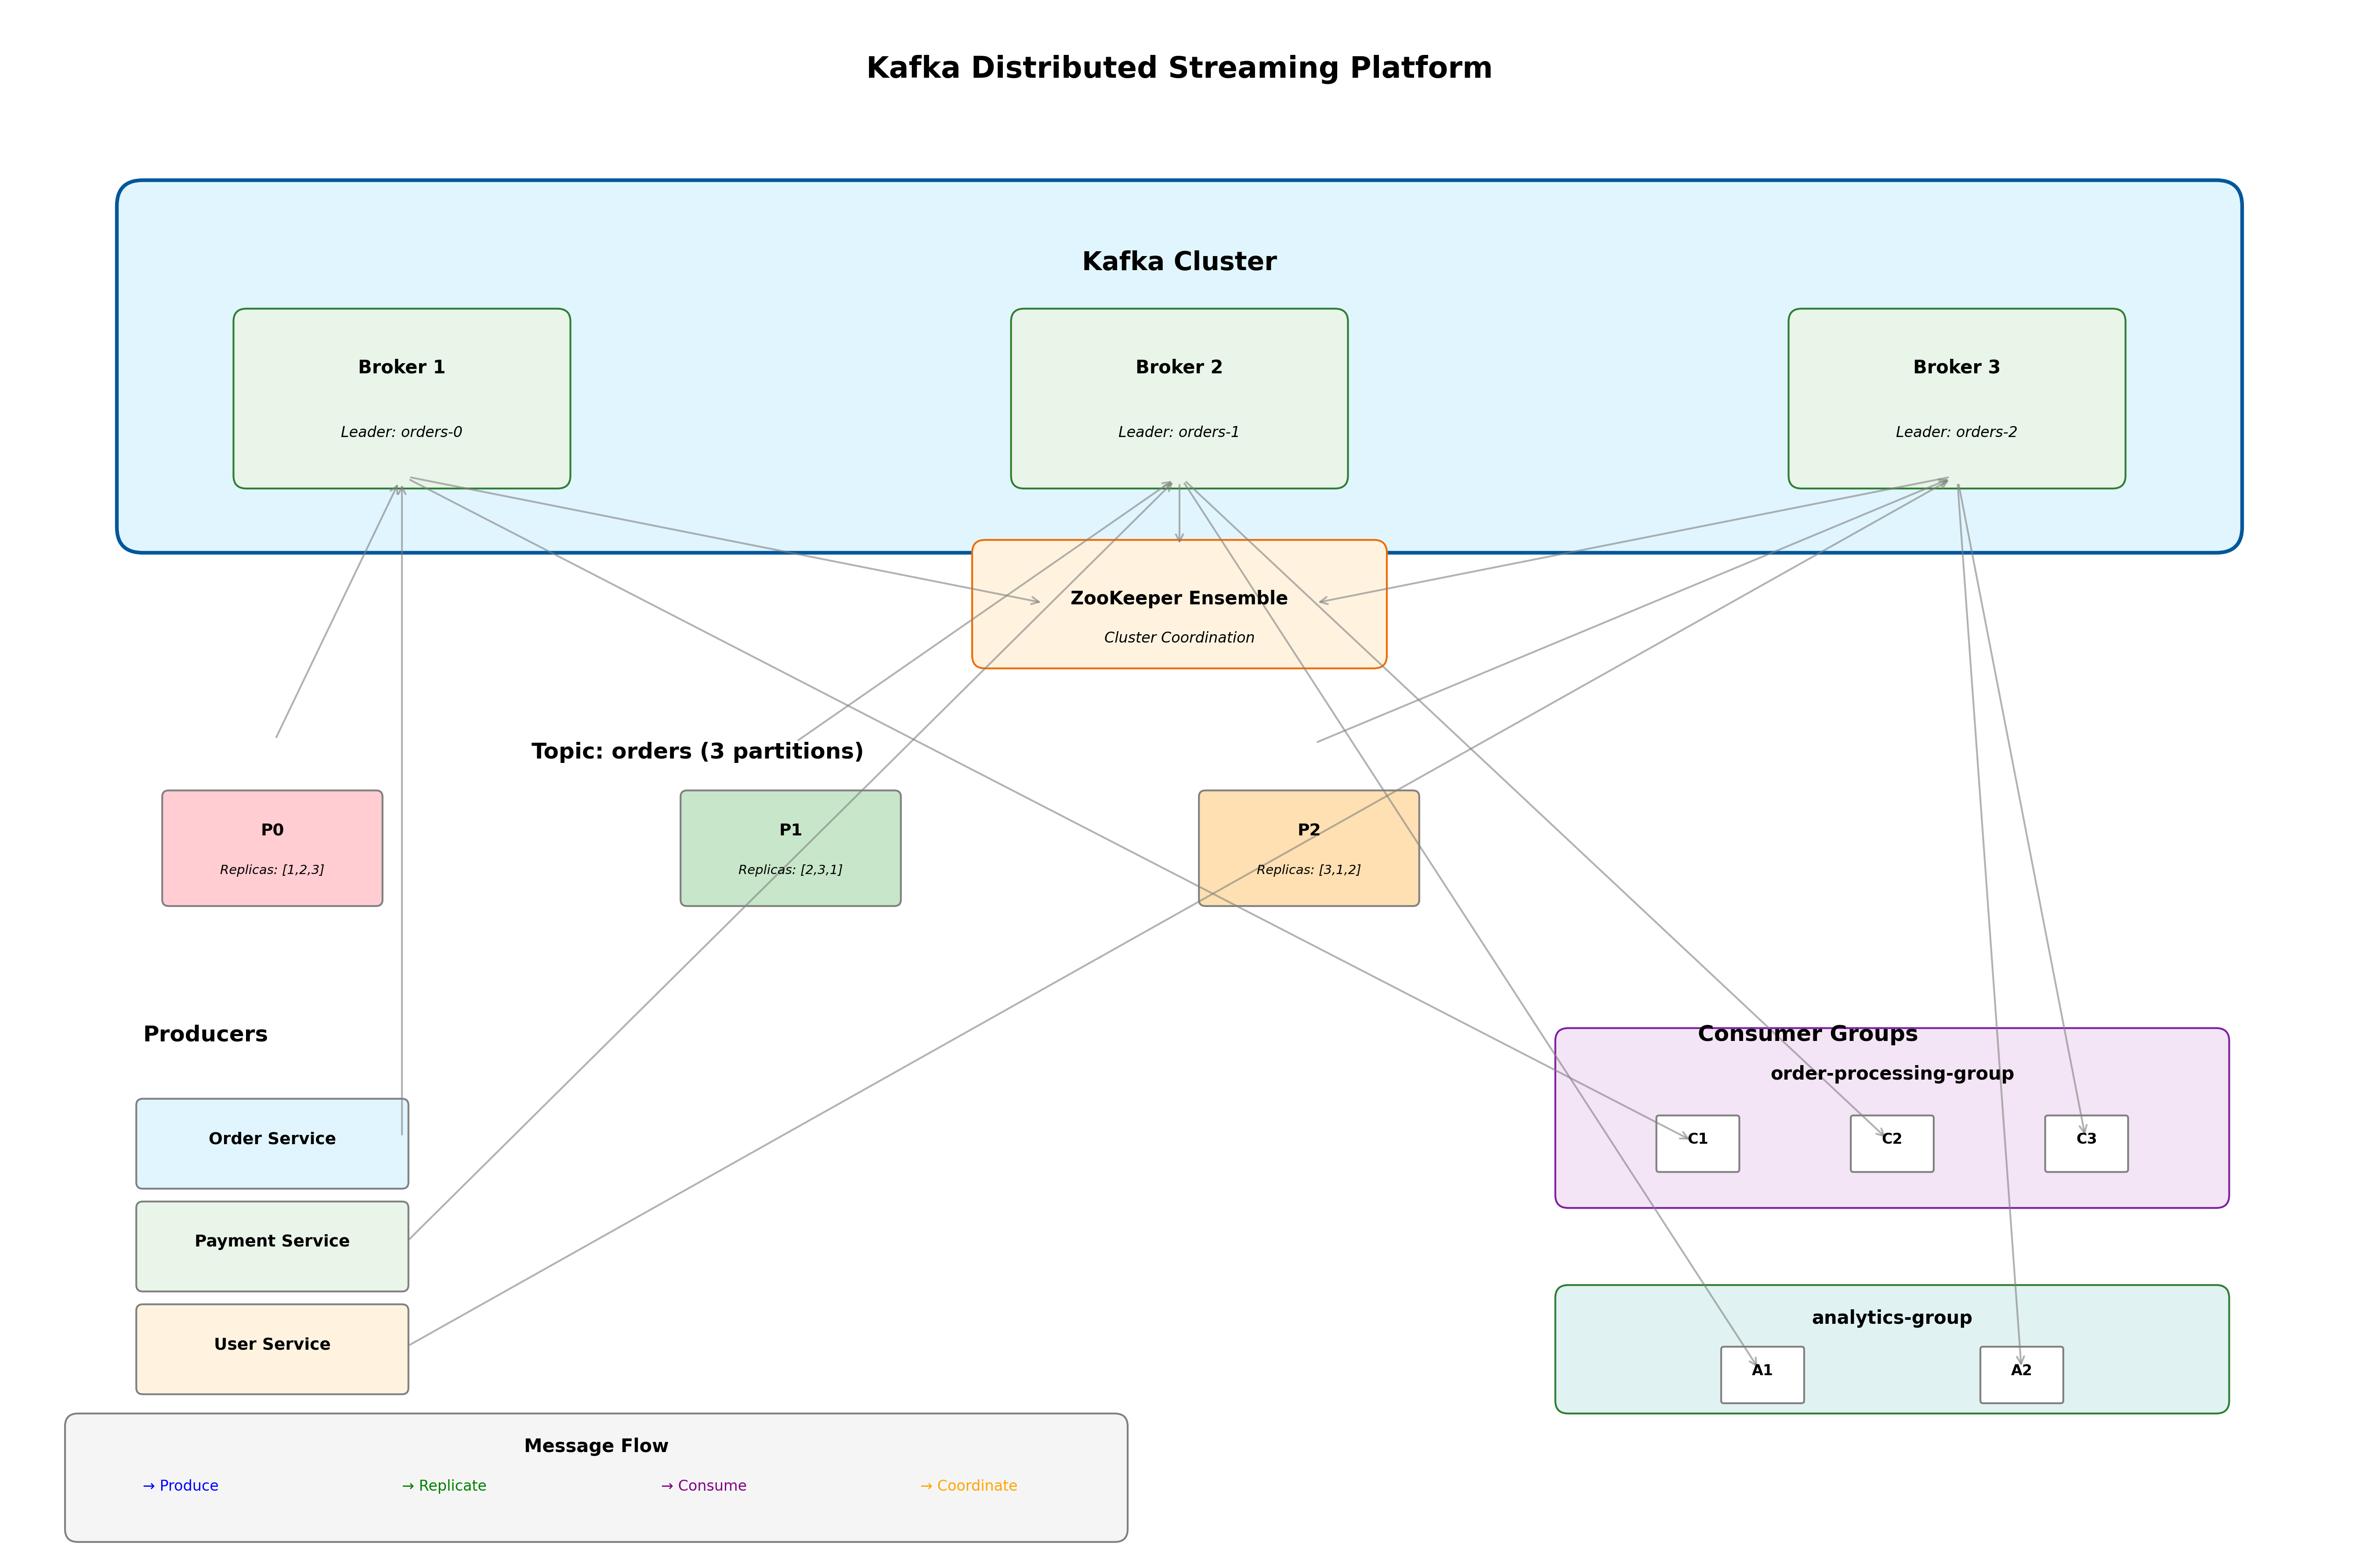 Kafka Distributed Streaming Platform
Kafka Cluster
Broker 1
Leader: orders-0
Broker 2
Leader: orders-1
Broker 3
Leader: orders-2
ZooKeeper Ensemble
Cluster Coordination
Topic: orders (3 partitions)
P0
Replicas: [1,2,3]
P1
Replicas: [2,3,1]
P2
Replicas: [3,1,2]
Producers
Order Service
Payment Service
User Service
Consumer Groups
order-processing-group
C1
C2
C3
analytics-group
A1
A2
Message Flow
→ Produce
→ Replicate
→ Consume
→ Coordinate